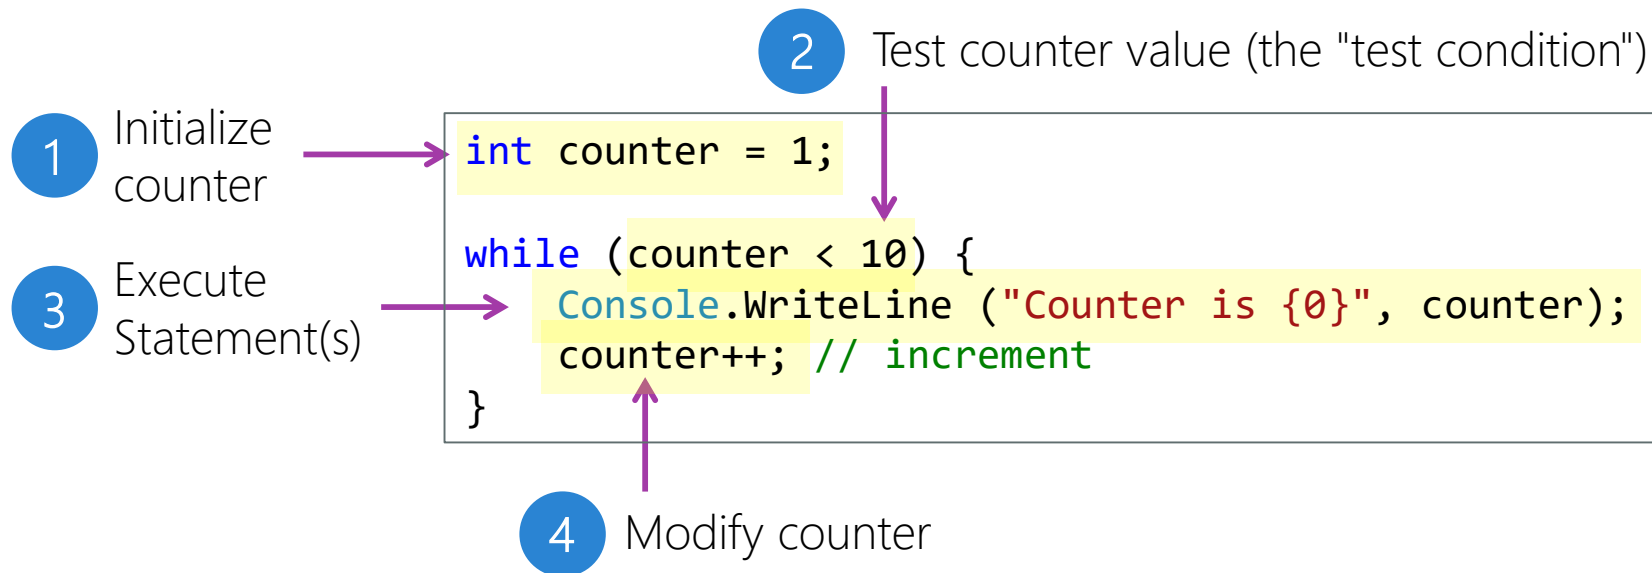 2 Test counter value (the "test condition")
1 Initialize
counter
int counter = 1;
while (counter < 10) {
3 Execute
Statement(s)
Console.WriteLine ("Counter is {0}", counter);
counter++; // increment
}
4 Modify counter